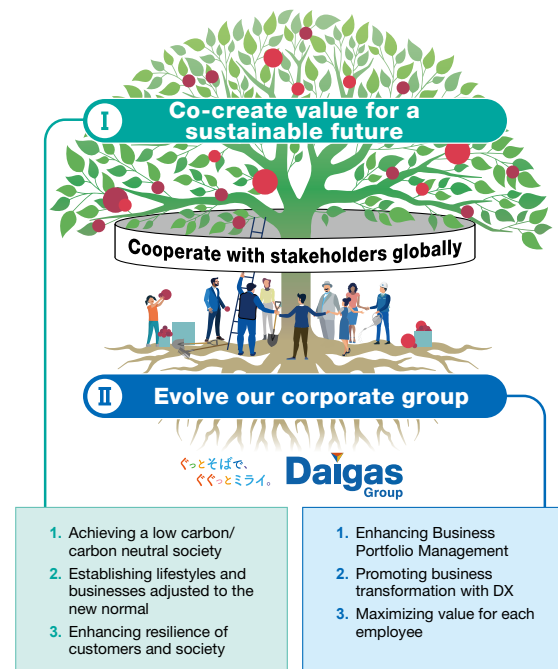 I
Co-create value for a
sustainable future
Cooperate with stakeholders globally
II
Evolve our corporate group
ぐっとそばで、
ぐぐっとミライ。
Daigas
Group
1. Achieving a low carbon/
carbon neutral society
2. Establishing lifestyles and
businesses adjusted to the
new normal
3. Enhancing resilience of
customers and society
1. Enhancing Business
Portfolio Management
2. Promoting business
transformation with DX
3. Maximizing value for each
employee